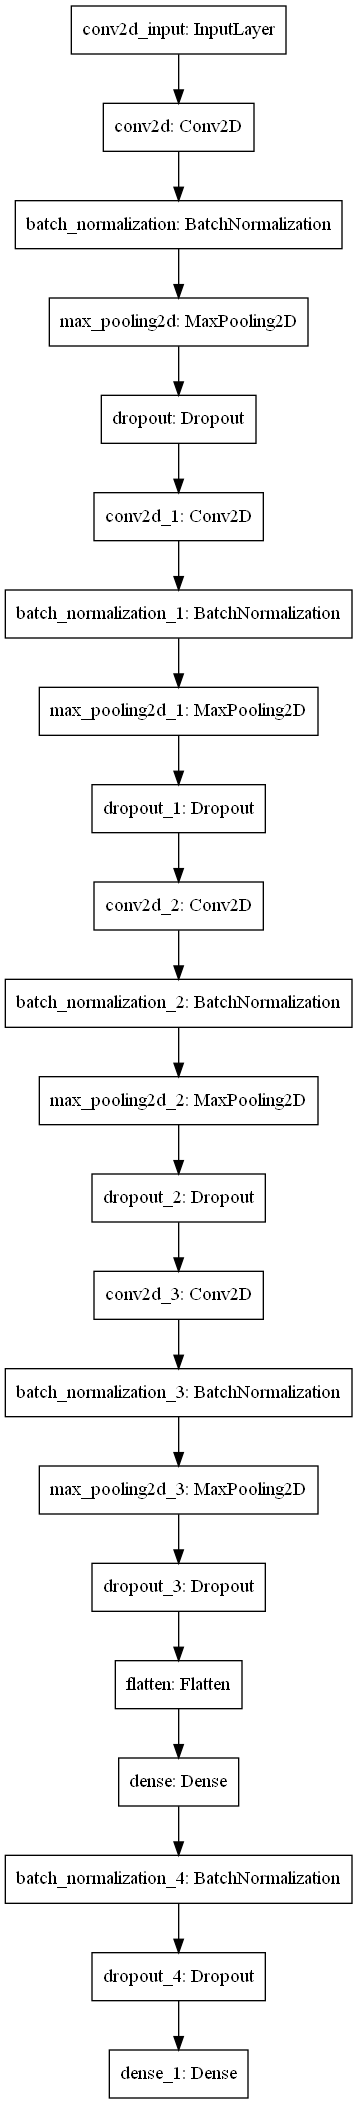 conv2d_input: InputLayer
conv2d: Conv2D
batch_normalization: BatchNormalization
max_pooling2d: MaxPooling2D
dropout: Dropout
conv2d_1: Conv2D
batch_normalization_1: BatchNormalization
max_pooling2d_1: MaxPooling2D
dropout_1: Dropout
conv2d_2: Conv2D
batch_normalization_2: BatchNormalization
max_pooling2d_2: MaxPooling2D
dropout_2: Dropout
conv2d_3: Conv2D
batch_normalization_3: BatchNormalization
max_pooling2d_3: MaxPooling2D
dropout_3: Dropout
flatten: Flatten
dense: Dense
batch_normalization_4: BatchNormalization
dropout_4: Dropout
dense_1: Dense